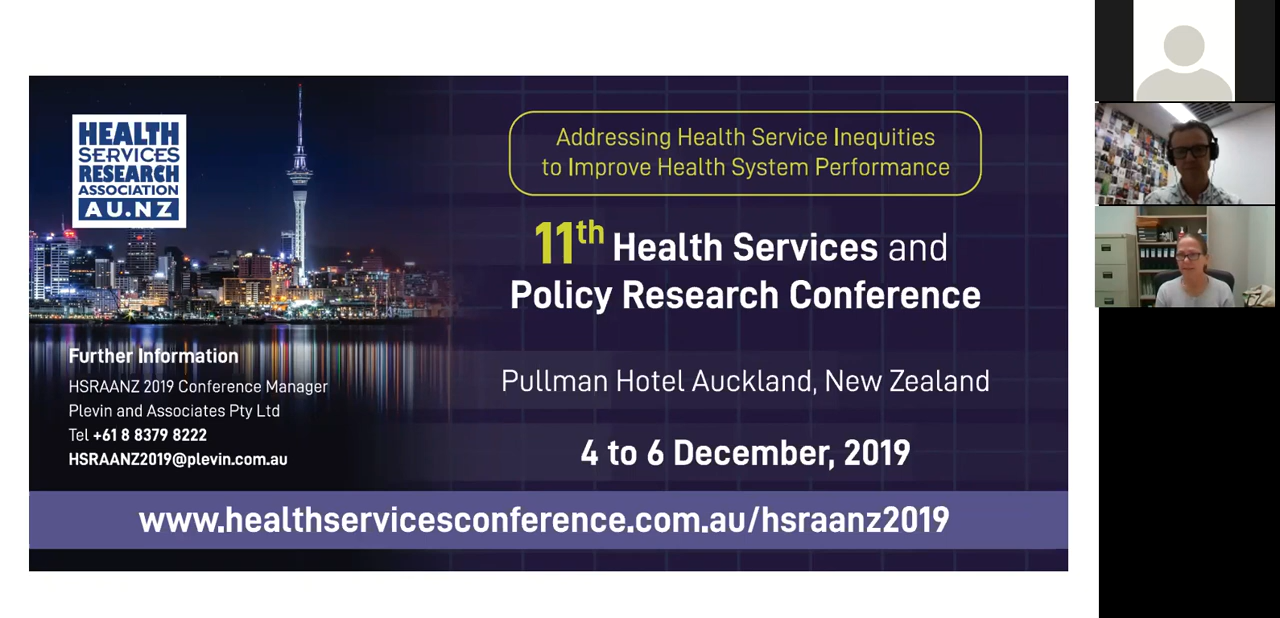 HEALTH
SERVICES
RESEARCH
ASSOCIATION
AU.NZ
Addressing Health Service Inequities
to Improve Health System Performance
11th Health Services and
Policy Research Conference
Pullman Hotel Auckland, New Zealand
4 to 6 December, 2019
Further Information
HSRAANZ 2019 Conference Manager
Plevin and Associates Pty Ltd
Tel +61 8 8379 8222
HSRAANZ2019@plevin.com.au
www.healthservicesconference.com.au/hsraanz2019